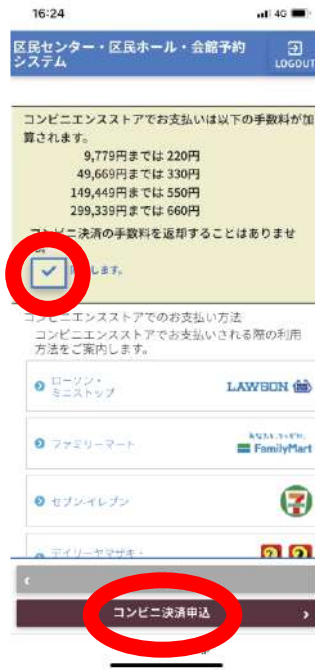 16:24
4G
区民センター・区民ホール・会館予約
システム
LOGOUT
コンビニエンスストアでお支払いは以下の手数料が加
算されます。
9,779円までは 220円
49,669円までは 330円
149,449円までは 550円
299,339円までは 660円
コンビニ決済の手数料を返却することはありませ
します。
コンビニエンスストアでのお支払い方法
コンビニエンスストアでお支払いされる際の利用
方法をご案内します。
ローソン・
ミニストップ
LAWSON
ファミリーマート
FamilyMart
セブン-イレブン
デイリーヤマザキ・
コンビニ決済申込